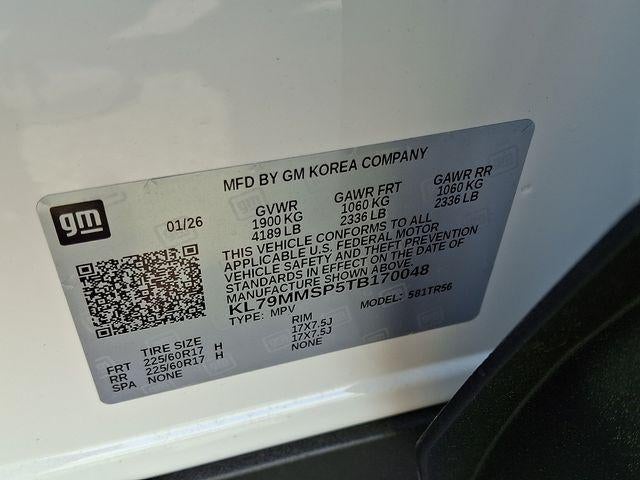 MFD BY GM KOREA COMPANY
gm
01/26
GVWR GAWR FRT GAWR RR
1900 KG 1060 KG 1060 KG
4189 LB 2336 LB 2336 LB
THIS VEHICLE CONFORMS TO ALL
APPLICABLE U.S. FEDERAL MOTOR
VEHICLE SAFETY AND THEFT PREVENTION
STANDARDS IN EFFECT ON THE DATE OF
MANUFACTURE SHOWN ABOVE
KL79MMSP5TB170048
TYPE: MPV MODEL: 581TR56
TIRE SIZE RIM
FRT 225/60R17 H 17X7.5J
RR 225/60R17 H 17X7.5J
SPA NONE NONE